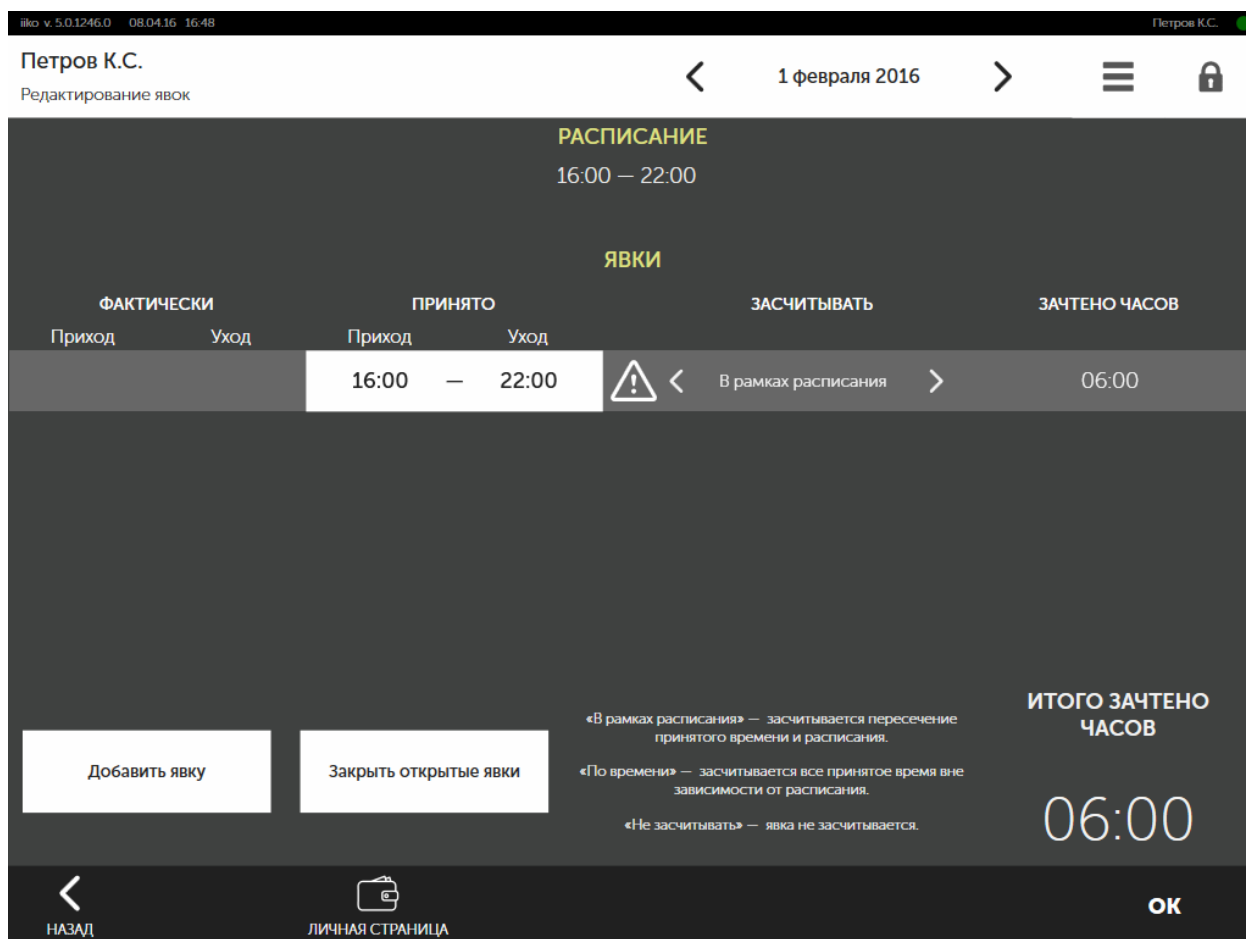 iiko v. 5.0.1246.0 08.04.16 16:48 Петров К.С.
Петров К.С.
Редактирование явок
1 февраля 2016
РАСПИСАНИЕ
16:00 — 22:00
ЯВКИ
ФАКТИЧЕСКИ ПРИНЯТО ЗАСЧИТЫВАТЬ ЗАЧТЕНО ЧАСОВ
Приход Уход Приход Уход
16:00 — 22:00 В рамках расписания 06:00
Добавить явку
Закрыть открытые явки
«В рамках расписания» — засчитывается пересечение
принятого времени и расписания.
«По времени» — засчитывается все принятое время вне
зависимости от расписания.
«Не засчитывать» — явка не засчитывается.
ИТОГО ЗАЧТЕНО
ЧАСОВ
06:00
НАЗАД
ЛИЧНАЯ СТРАНИЦА
ОК